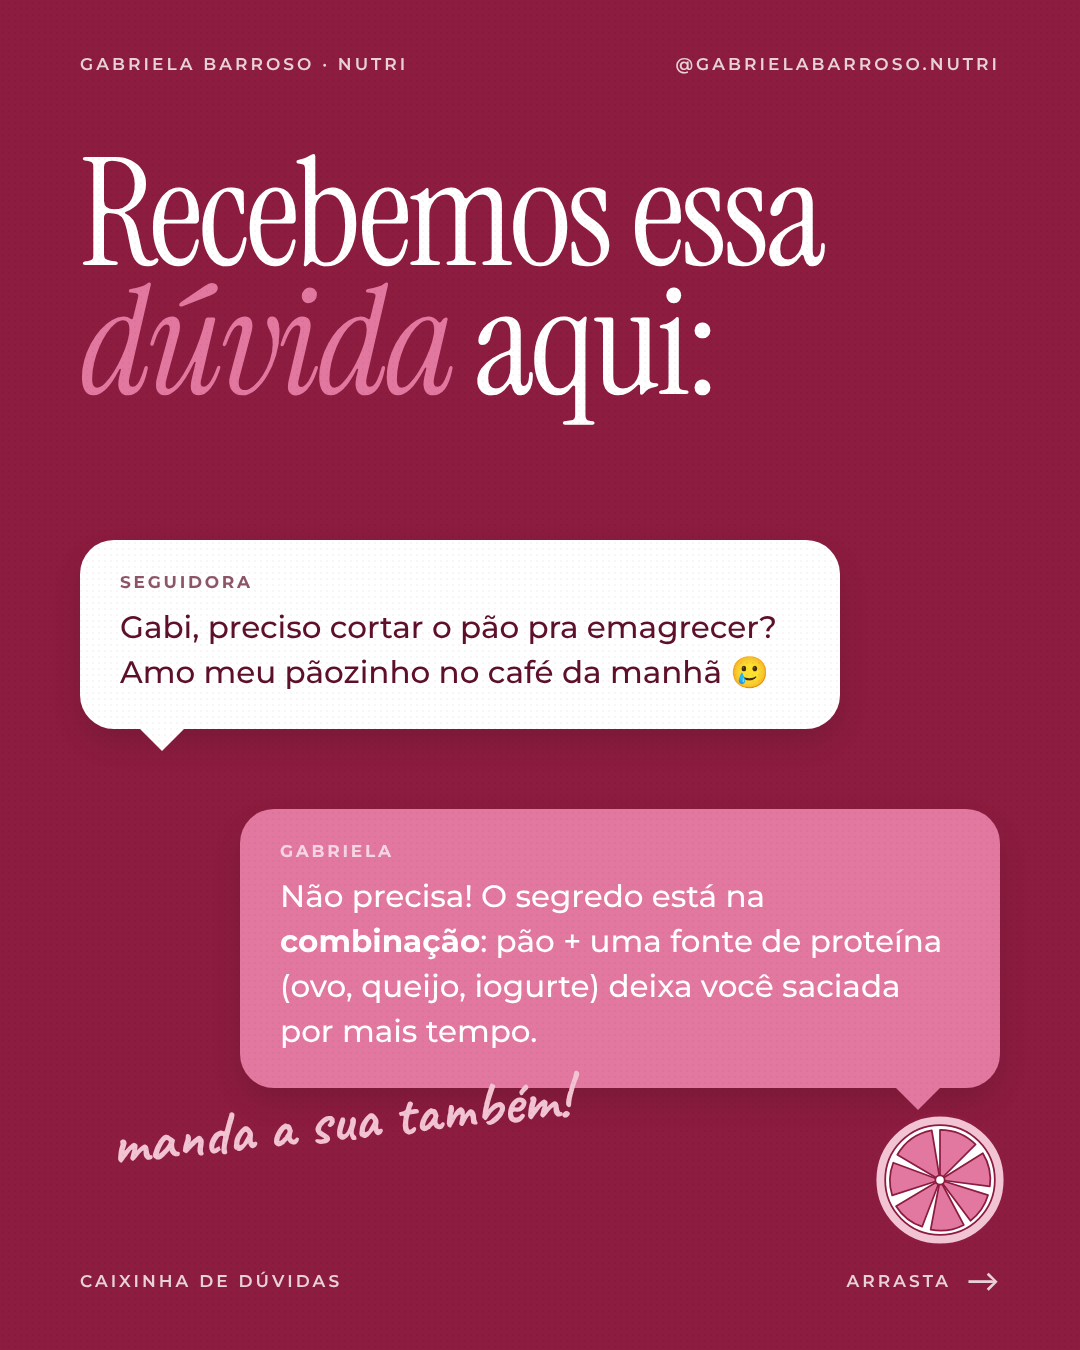 GABRIELA BARROSO · NUTRI
@GABRIELABARROSO.NUTRI
Recebemos essa
dúvida aqui:
SEGUIDORA
Gabi, preciso cortar o pão pra emagrecer?
Amo meu pãozinho no café da manhã 🥲
GABRIELA
Não precisa! O segredo está na
combinação: pão + uma fonte de proteína
(ovo, queijo, iogurte) deixa você saciada
por mais tempo.
manda a sua também!
CAIXINHA DE DÚVIDAS
ARRASTA →